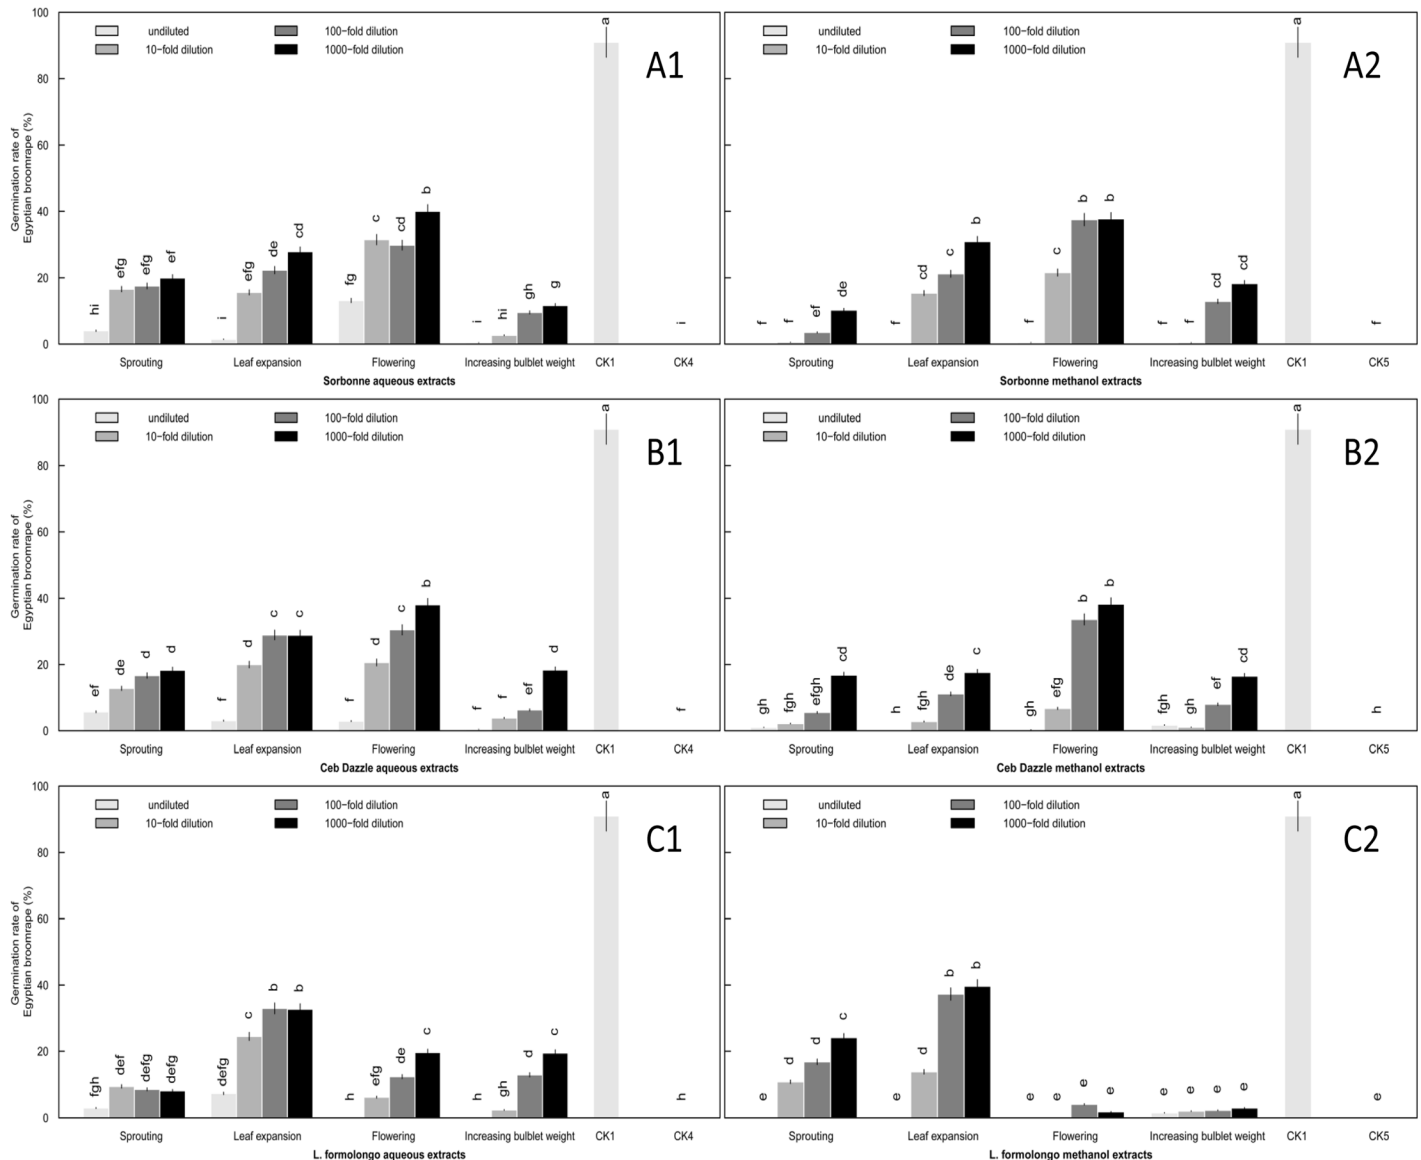 100
80
60
40
20
0
Germination rate of
Egyptian broomrape (%)
undiluted
10−fold dilution
100−fold dilution
1000−fold dilution
A1
hi efg efg ef
i efg de cd
fg c cd b
i hi gh g
a
i
Sprouting Leaf expansion Flowering Increasing bulblet weight CK1 CK4
Sorbonne aqueous extracts
undiluted
10−fold dilution
100−fold dilution
1000−fold dilution
A2
f f ef de
f cd c b
f c b b
f f cd cd
a
f
Sprouting Leaf expansion Flowering Increasing bulblet weight CK1 CK5
Sorbonne methanol extracts
100
80
60
40
20
0
Germination rate of
Egyptian broomrape (%)
undiluted
10−fold dilution
100−fold dilution
1000−fold dilution
B1
ef de d d
f d c c
f d c b
f f ef d
a
f
Sprouting Leaf expansion Flowering Increasing bulblet weight CK1 CK4
Ceb Dazzle aqueous extracts
undiluted
10−fold dilution
100−fold dilution
1000−fold dilution
B2
gh fgh efgh cd
h fgh de c
gh efg b b
fgh gh ef cd
a
h
Sprouting Leaf expansion Flowering Increasing bulblet weight CK1 CK5
Ceb Dazzle methanol extracts
100
80
60
40
20
0
Germination rate of
Egyptian broomrape (%)
undiluted
10−fold dilution
100−fold dilution
1000−fold dilution
C1
fgh def defg defg
defg c b b
h efg de c
h gh d c
a
h
Sprouting Leaf expansion Flowering Increasing bulblet weight CK1 CK4
L. formolongo aqueous extracts
undiluted
10−fold dilution
100−fold dilution
1000−fold dilution
C2
e d d c
e d b b
e e e e
e e e e
a
e
Sprouting Leaf expansion Flowering Increasing bulblet weight CK1 CK5
L. formolongo methanol extracts